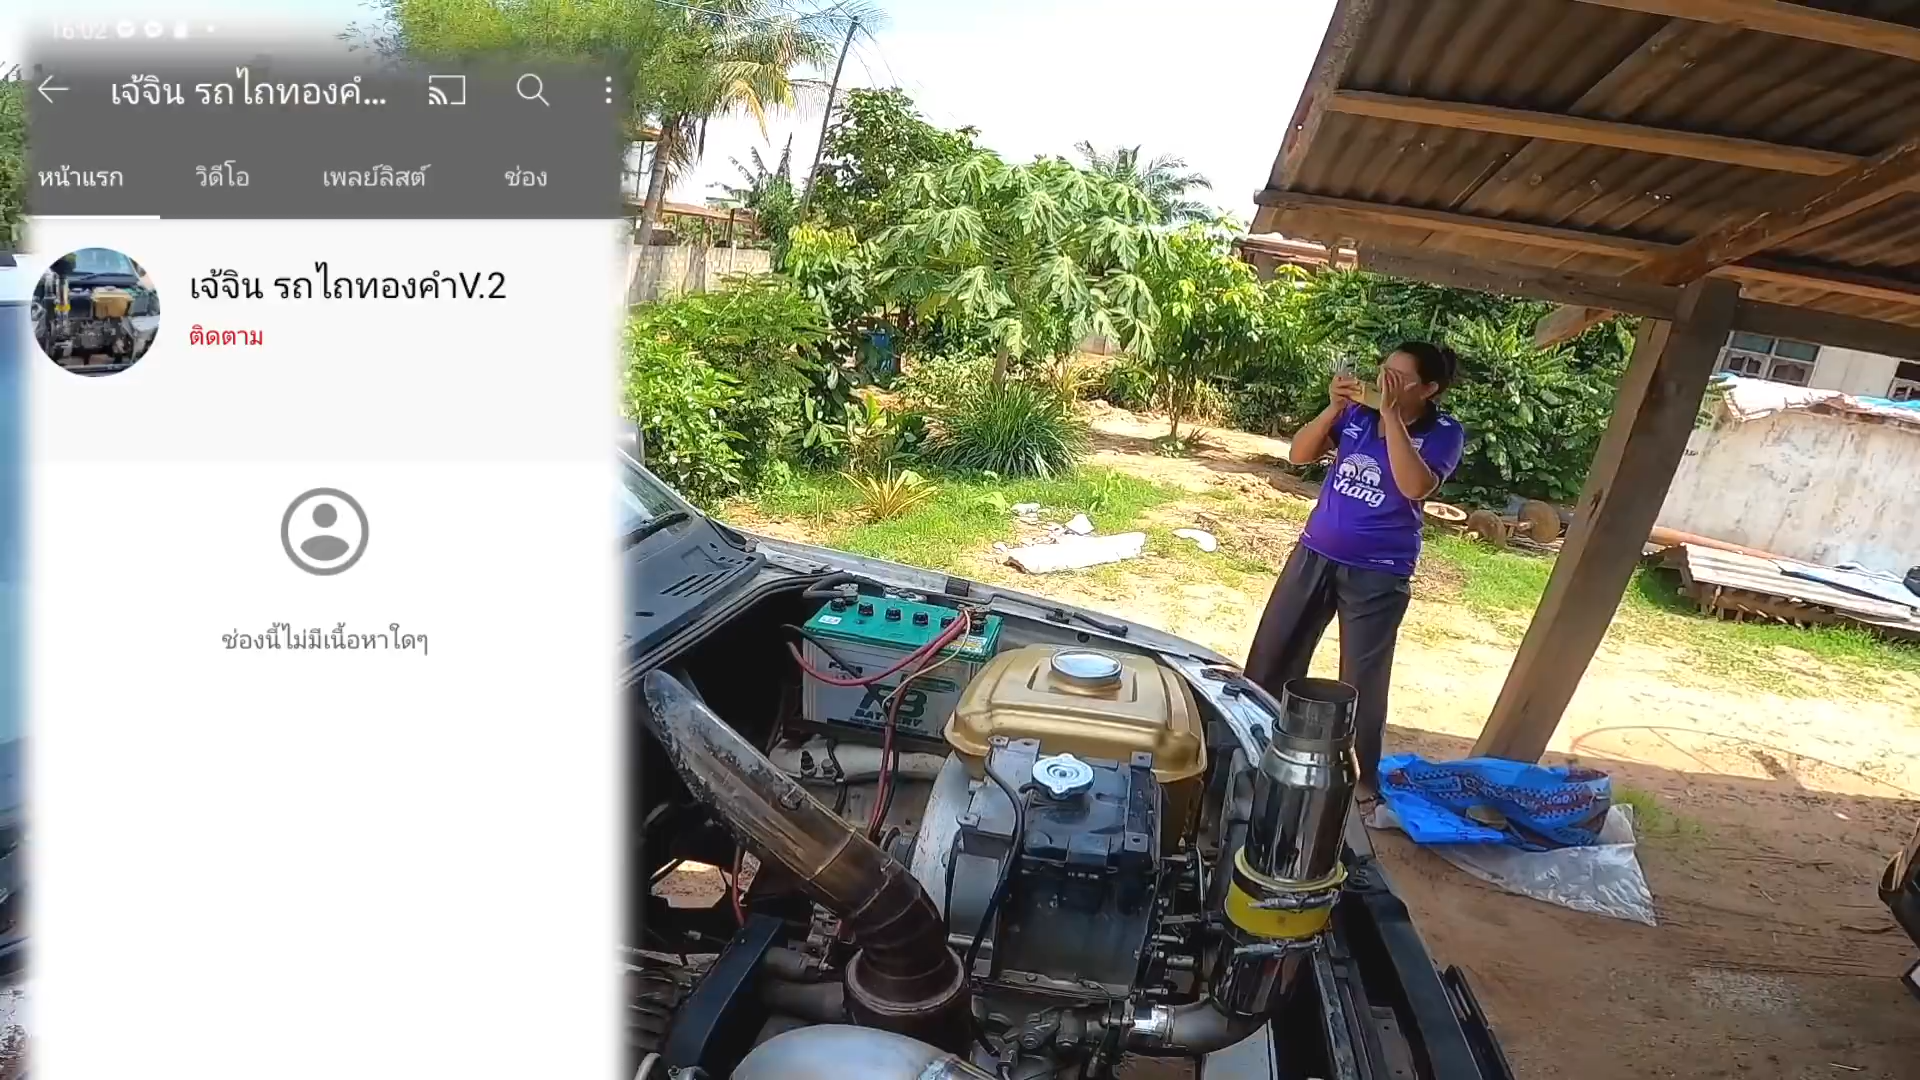 16:02
เจ้จิน รถไถทองคำ...
หน้าแรก
วิดีโอ
เพลย์ลิสต์
ช่อง
เจ้จิน รถไถทองคำV.2
ติดตาม
ช่องนี้ไม่มีเนื้อหาใดๆ
Chang
BATTERY